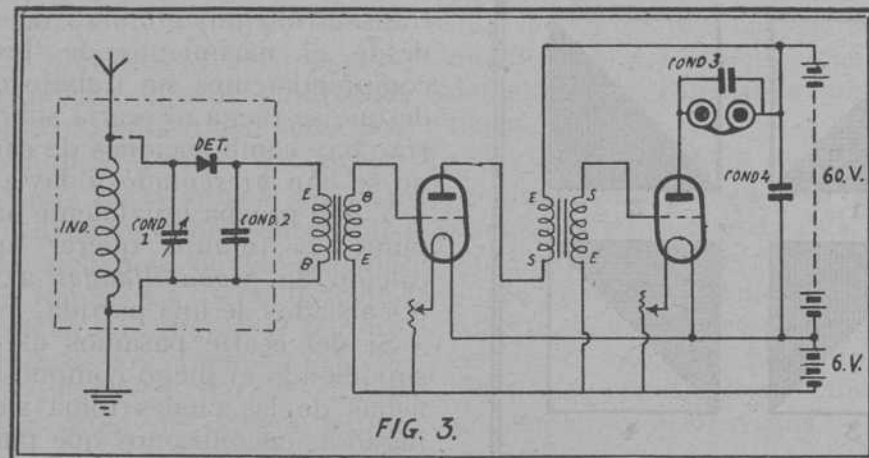 COND 3
DET.
60.V.
COND 4
IND.
COND 1
COND 2
E B
B E
E S
S E
6.V.
FIG. 3.